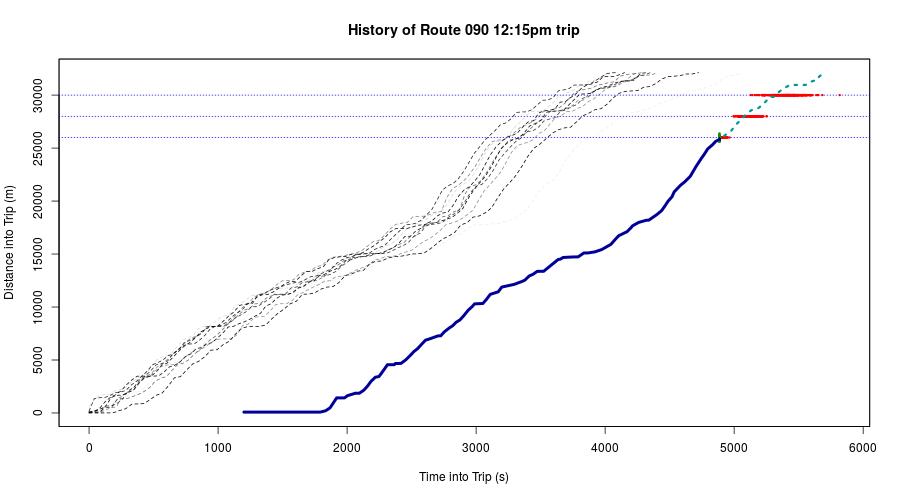 History of Route 090 12:15pm trip
Distance into Trip (m)
30000
25000
20000
15000
10000
5000
0
0 1000 2000 3000 4000 5000 6000
Time into Trip (s)